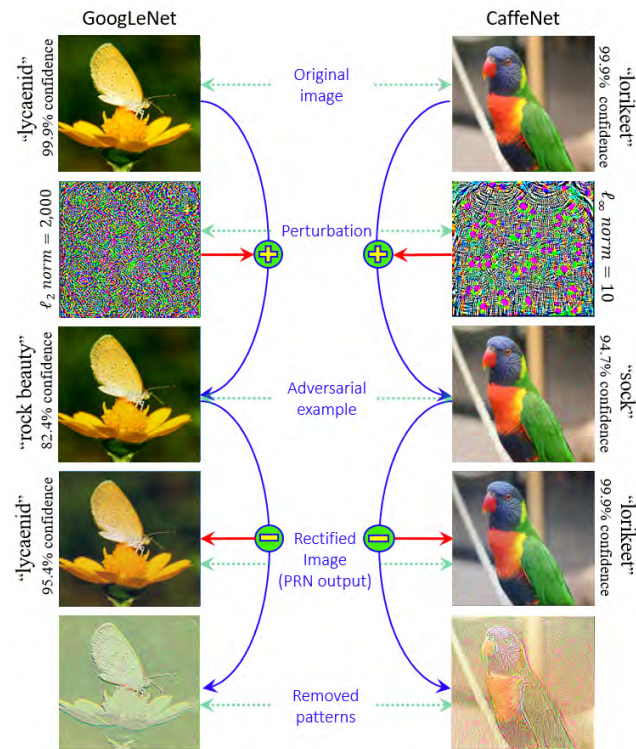 GoogLeNet
CaffeNet
“lycaenid”
99.9% confidence
Original
image
“lorikeet”
99.9% confidence
ℓ2 norm = 2,000
Perturbation
ℓ∞ norm = 10
“rock beauty”
82.4% confidence
Adversarial
example
“sock”
94.7% confidence
“lycaenid”
95.4% confidence
Rectified
Image
(PRN output)
“lorikeet”
99.9% confidence
Removed
patterns